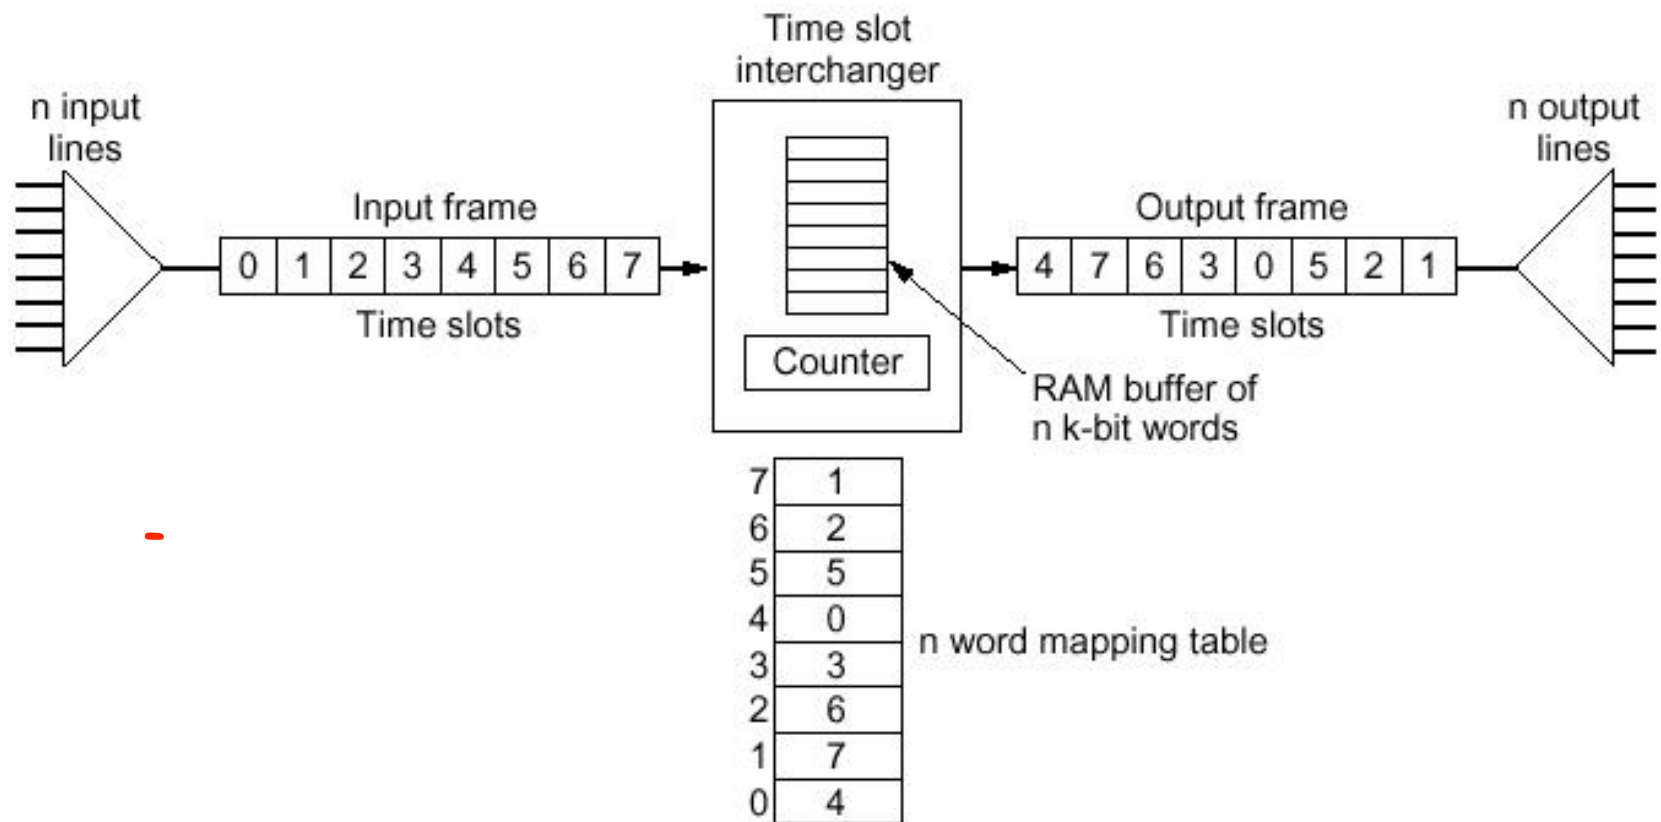 Time slot
interchanger
n input
lines
n output
lines
Input frame
0 1 2 3 4 5 6 7
Time slots
Counter
Output frame
4 7 6 3 0 5 2 1
Time slots
RAM buffer of
n k-bit words
7 1
6 2
5 5
4 0
3 3
2 6
1 7
0 4
n word mapping table